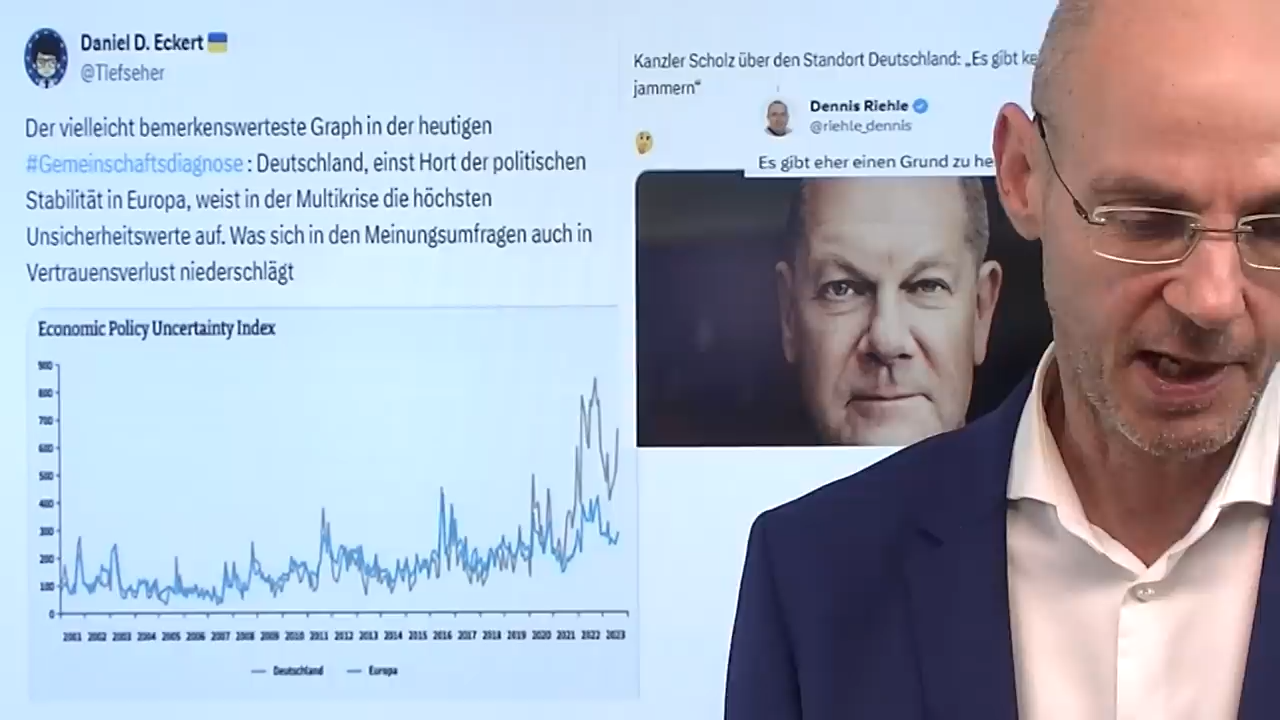 Daniel D. Eckert
@Tiefseher
Der vielleicht bemerkenswerteste Graph in der heutigen
#Gemeinschaftsdiagnose : Deutschland, einst Hort der politischen
Stabilität in Europa, weist in der Multikrise die höchsten
Unsicherheitswerte auf. Was sich in den Meinungsumfragen auch in
Vertrauensverlust niederschlägt
Economic Policy Uncertainty Index
900
800
700
600
500
400
300
200
100
0
2001 2002 2003 2004 2005 2006 2007 2008 2009 2010 2011 2012 2013 2014 2015 2016 2017 2018 2019 2020 2021 2022 2023
Deutschland Europa
Kanzler Scholz über den Standort Deutschland: „Es gibt ke
jammern“
Dennis Riehle
@riehle_dennis
Es gibt eher einen Grund zu he